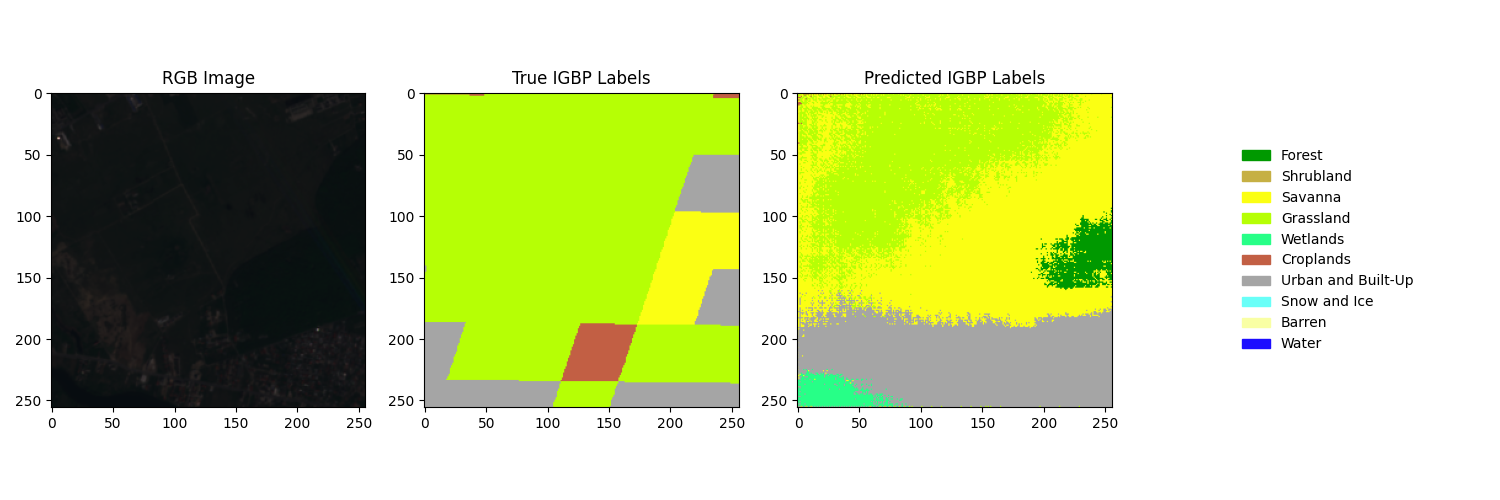 RGB Image
True IGBP Labels
Predicted IGBP Labels
0
50
100
150
200
250
0 50 100 150 200 250
0
50
100
150
200
250
0 50 100 150 200 250
0
50
100
150
200
250
0 50 100 150 200 250
Forest
Shrubland
Savanna
Grassland
Wetlands
Croplands
Urban and Built-Up
Snow and Ice
Barren
Water